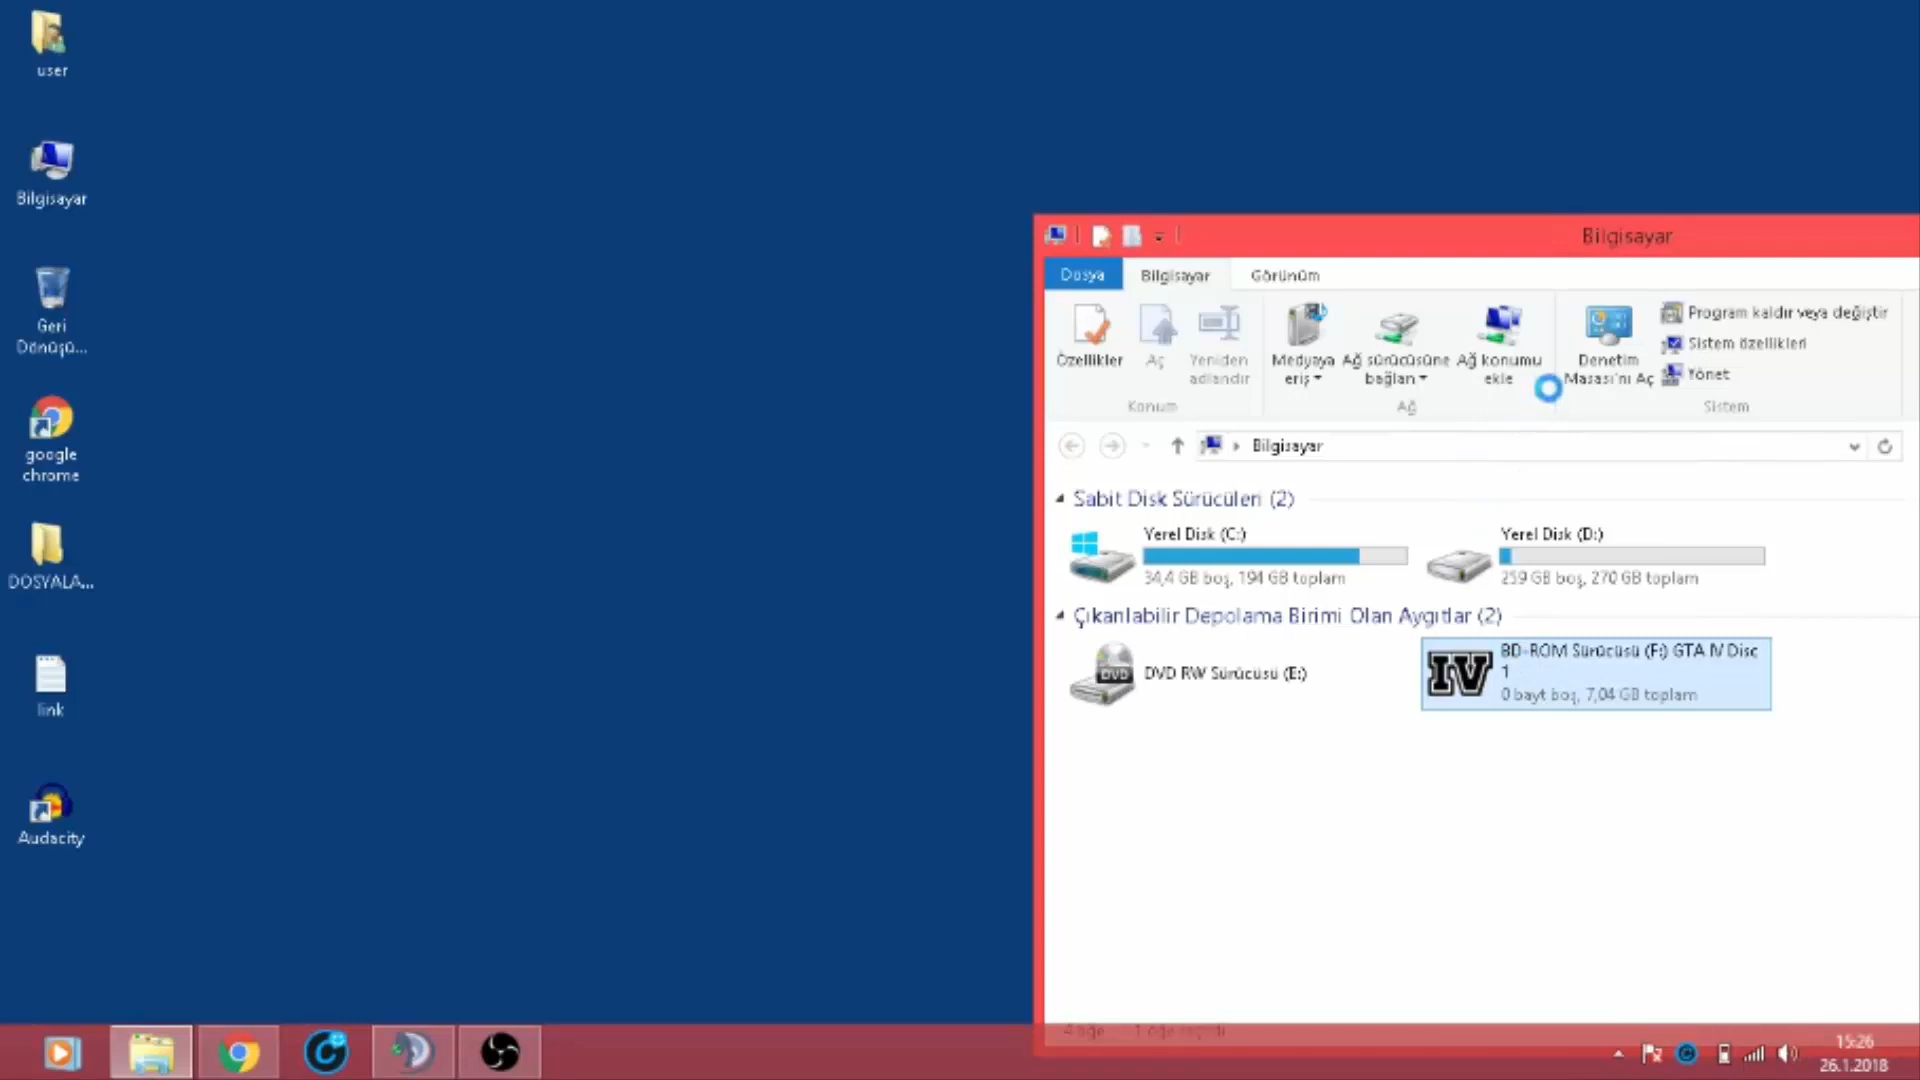 user
Bilgisayar
Geri
Dönüşü...
google
chrome
DOSYALA...
link
Audacity
Bilgisayar
Dosya
Bilgisayar
Görünüm
Özellikler
Aç
Yeniden
adlandır
Konum
Medyaya
eriş
Ağ sürücüsüne
bağlan
Ağ konumu
ekle
Ağ
Denetim
Masası'nı Aç
Program kaldır veya değiştir
Sistem özellikleri
Yönet
Sistem
Bilgisayar
Sabit Disk Sürücüleri (2)
Yerel Disk (C:)
34,4 GB boş, 194 GB toplam
Yerel Disk (D:)
259 GB boş, 270 GB toplam
Çıkarılabilir Depolama Birimi Olan Aygıtlar (2)
DVD
DVD RW Sürücüsü (E:)
IV
BD-ROM Sürücüsü (F:) GTA IV Disc
1
0 bayt boş, 7,04 GB toplam
4 öğe
1 öğe seçildi
15:26
26.1.2018